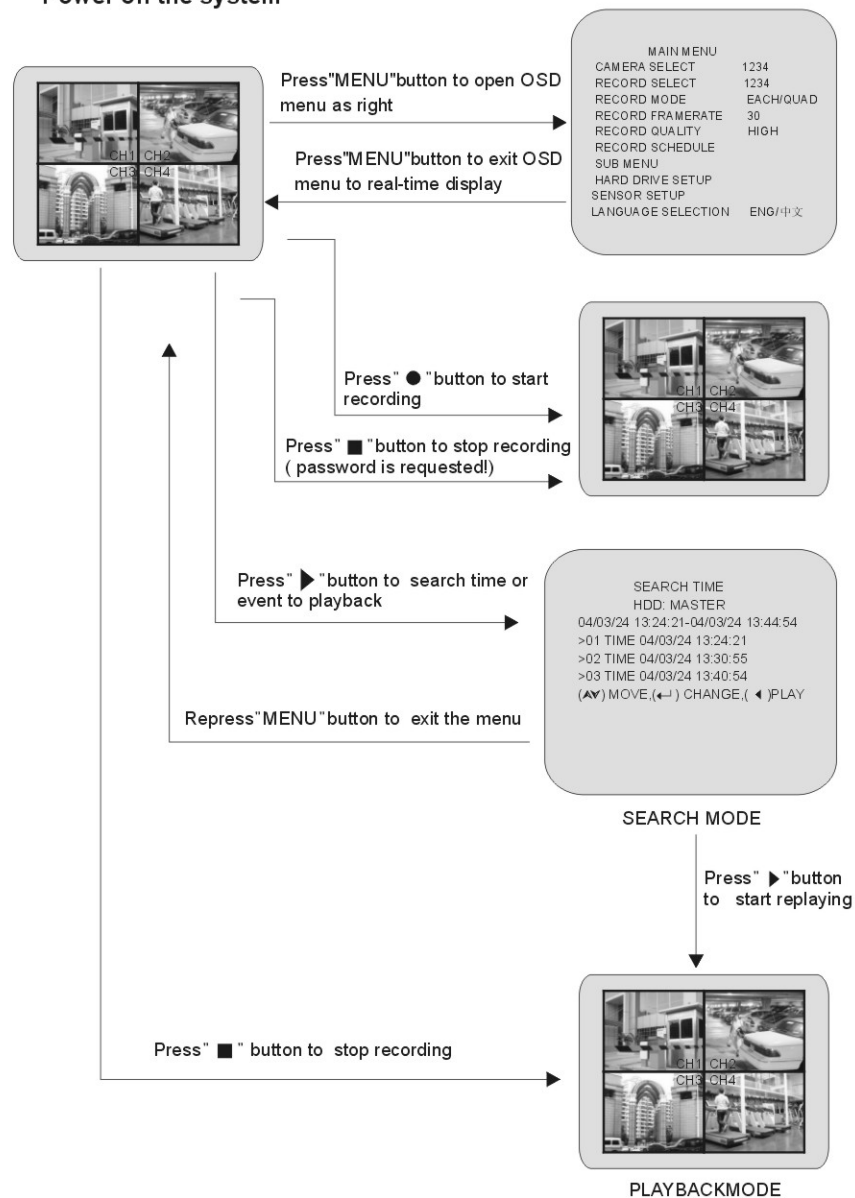 Power on the system
Press"MENU"button to open OSD
menu as right
Press"MENU"button to exit OSD
menu to real-time display
MAIN MENU
CAMERA SELECT 1234
RECORD SELECT 1234
RECORD MODE EACH/QUAD
RECORD FRAMERATE 30
RECORD QUALITY HIGH
RECORD SCHEDULE
SUB MENU
HARD DRIVE SETUP
SENSOR SETUP
LANGUAGE SELECTION ENG/中文
CH1 CH2
CH3 CH4
Press" ● "button to start
recording
Press" ■ "button to stop recording
( password is requested!)
CH1 CH2
CH3 CH4
Press" ▶ "button to search time or
event to playback
Repress"MENU"button to exit the menu
SEARCH TIME
HDD: MASTER
04/03/24 13:24:21-04/03/24 13:44:54
>01 TIME 04/03/24 13:24:21
>02 TIME 04/03/24 13:30:55
>03 TIME 04/03/24 13:40:54
(▲▼) MOVE,(↵) CHANGE,( ◀ )PLAY
SEARCH MODE
Press" ▶ "button
to start replaying
Press" ■ " button to stop recording
CH1 CH2
CH3 CH4
PLAYBACKMODE